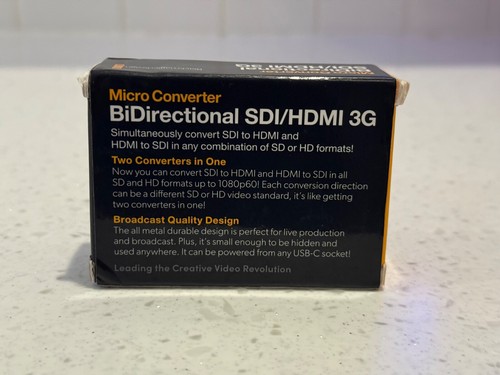 Micro Converter
BiDirectional SDI/HDMI 3G
Simultaneously convert SDI to HDMI and
HDMI to SDI in any combination of SD or HD formats!
Two Converters in One
Now you can convert SDI to HDMI and HDMI to SDI in all
SD and HD formats up to 1080p60! Each conversion direction
can be a different SD or HD video standard, it's like getting
two converters in one!
Broadcast Quality Design
The all metal durable design is perfect for live production
and broadcast. Plus, it's small enough to be hidden and
used anywhere. It can be powered from any USB-C socket!
Leading the Creative Video Revolution